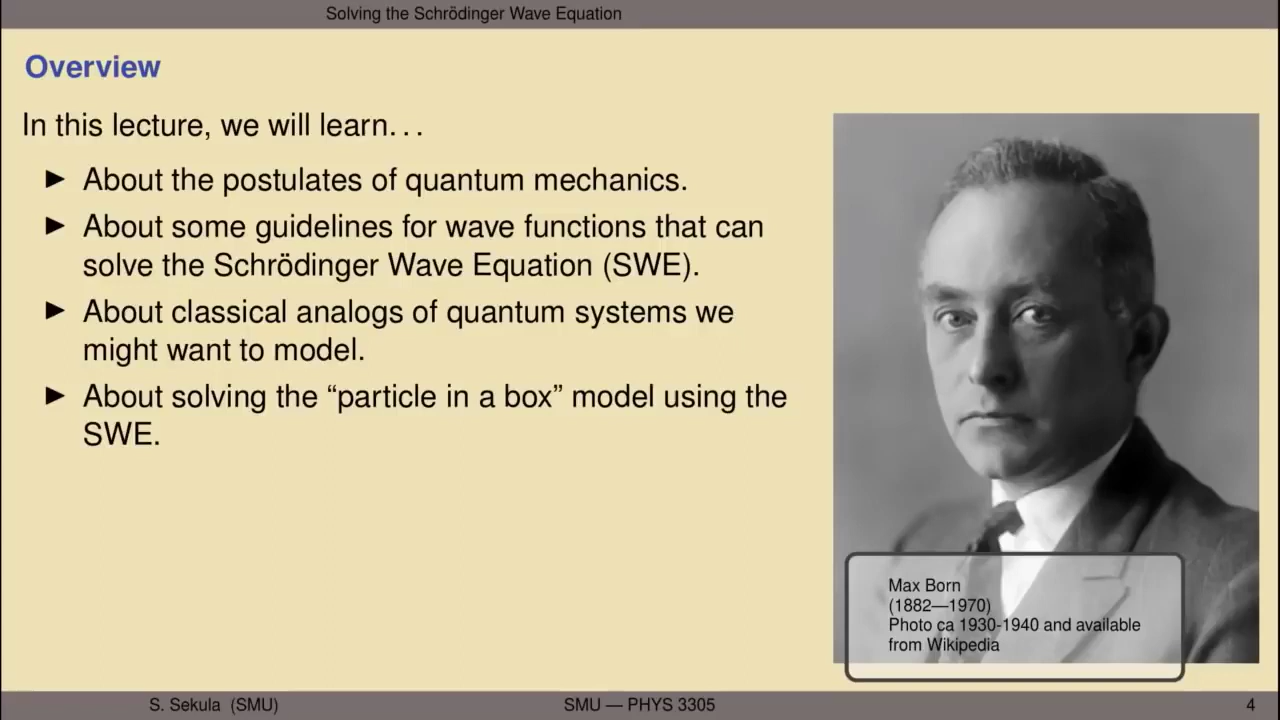 Solving the Schrödinger Wave Equation
Overview
In this lecture, we will learn. . .
► About the postulates of quantum mechanics.
► About some guidelines for wave functions that can
solve the Schrödinger Wave Equation (SWE).
► About classical analogs of quantum systems we
might want to model.
► About solving the “particle in a box” model using the
SWE.
Max Born
(1882—1970)
Photo ca 1930-1940 and available
from Wikipedia
S. Sekula (SMU)
SMU — PHYS 3305
4